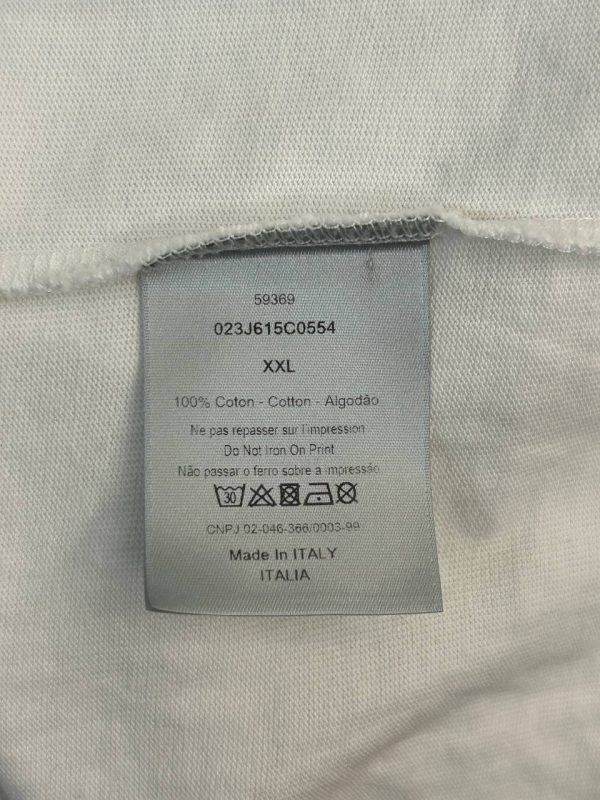 59369
023J615C0554
XXL
100% Coton - Cotton - Algodão
Ne pas repasser sur l'impression
Do Not Iron On Print
Não passar o ferro sobre a impressão
30
CNPJ 02-046-366/0003-99
Made In ITALY
ITALIA